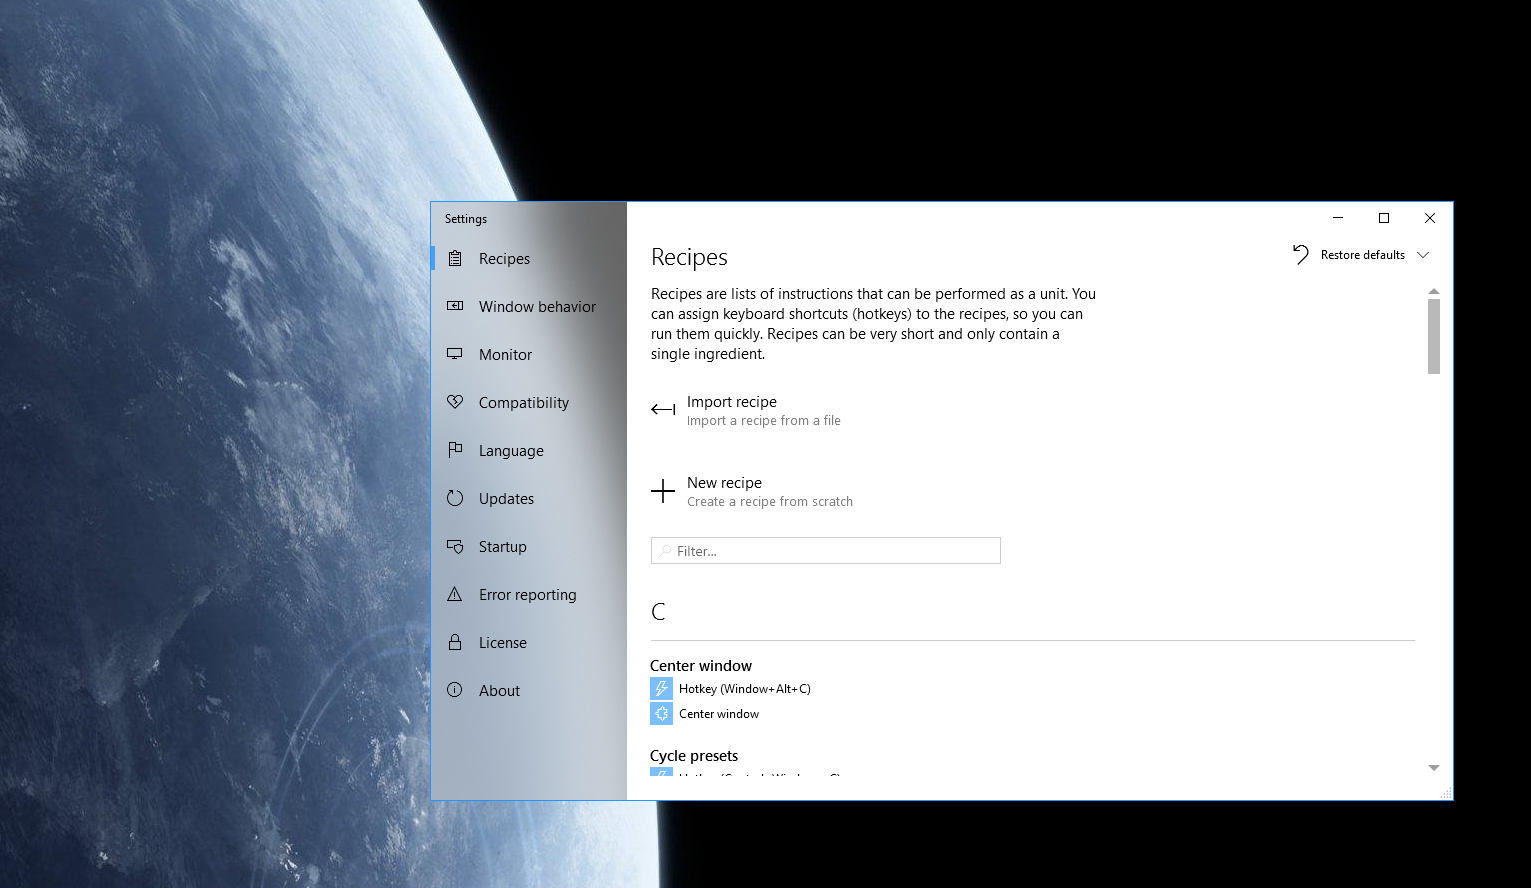 Settings
Recipes
Window behavior
Monitor
Compatibility
Language
Updates
Startup
Error reporting
License
About
Recipes
Restore defaults
Recipes are lists of instructions that can be performed as a unit. You
can assign keyboard shortcuts (hotkeys) to the recipes, so you can
run them quickly. Recipes can be very short and only contain a
single ingredient.
Import recipe
Import a recipe from a file
New recipe
Create a recipe from scratch
Filter...
C
Center window
Hotkey (Window+Alt+C)
Center window
Cycle presets